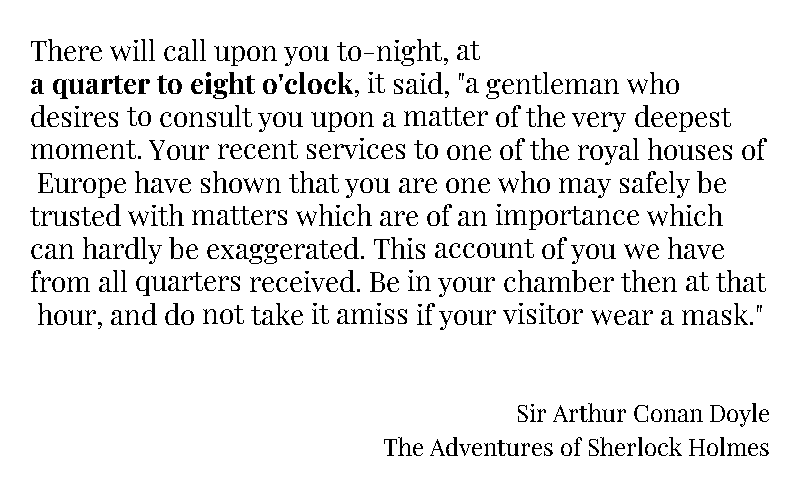 There will call upon you to-night, at
a quarter to eight o'clock, it said, "a gentleman who
desires to consult you upon a matter of the very deepest
moment. Your recent services to one of the royal houses of
Europe have shown that you are one who may safely be
trusted with matters which are of an importance which
can hardly be exaggerated. This account of you we have
from all quarters received. Be in your chamber then at that
hour, and do not take it amiss if your visitor wear a mask."
Sir Arthur Conan Doyle
The Adventures of Sherlock Holmes